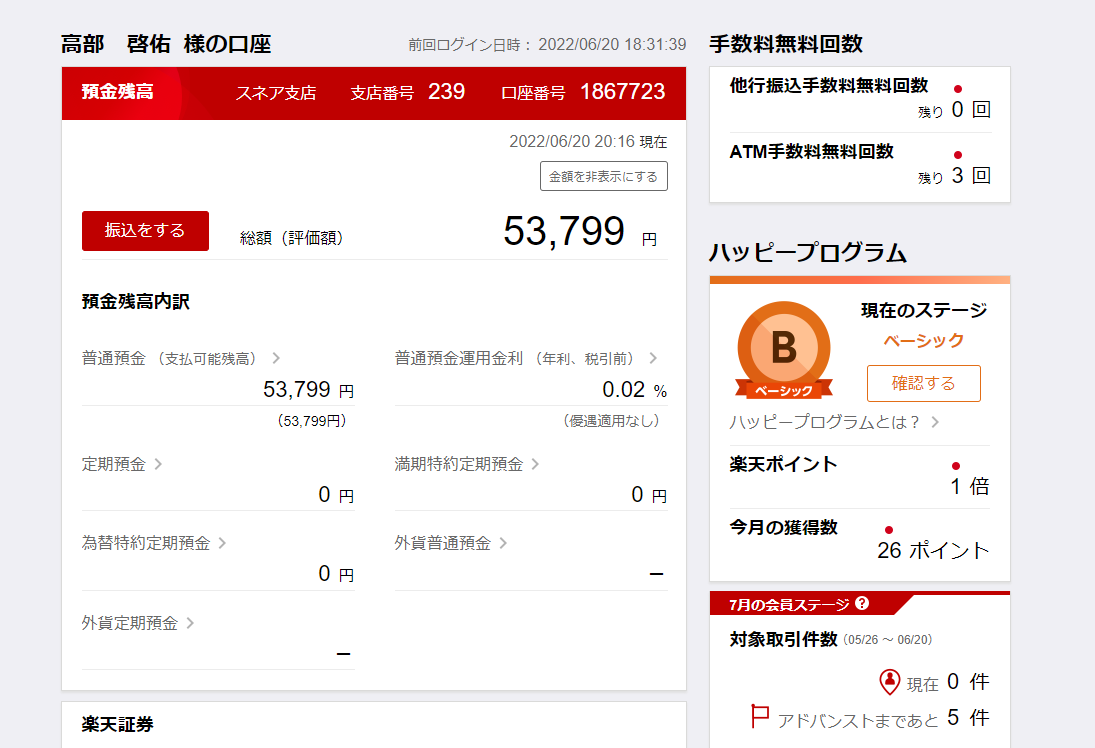 高部 啓佑 様の口座
前回ログイン日時： 2022/06/20 18:31:39
預金残高 スネア支店 支店番号 239 口座番号 1867723
2022/06/20 20:16 現在
金額を非表示にする
振込をする 総額（評価額） 53,799 円
預金残高内訳
普通預金 （支払可能残高）
53,799 円
（53,799円）
普通預金運用金利 （年利、税引前）
0.02 %
（優遇適用なし）
定期預金
0 円
満期特約定期預金
0 円
為替特約定期預金
0 円
外貨普通預金
ー
外貨定期預金
ー
楽天証券
手数料無料回数
他行振込手数料無料回数
残り 0 回
ATM手数料無料回数
残り 3 回
ハッピープログラム
B
ベーシック
現在のステージ
ベーシック
確認する
ハッピープログラムとは？
楽天ポイント
1 倍
今月の獲得数
26 ポイント
7月の会員ステージ ?
対象取引件数 (05/26 ～ 06/20)
現在 0 件
アドバンストまであと 5 件